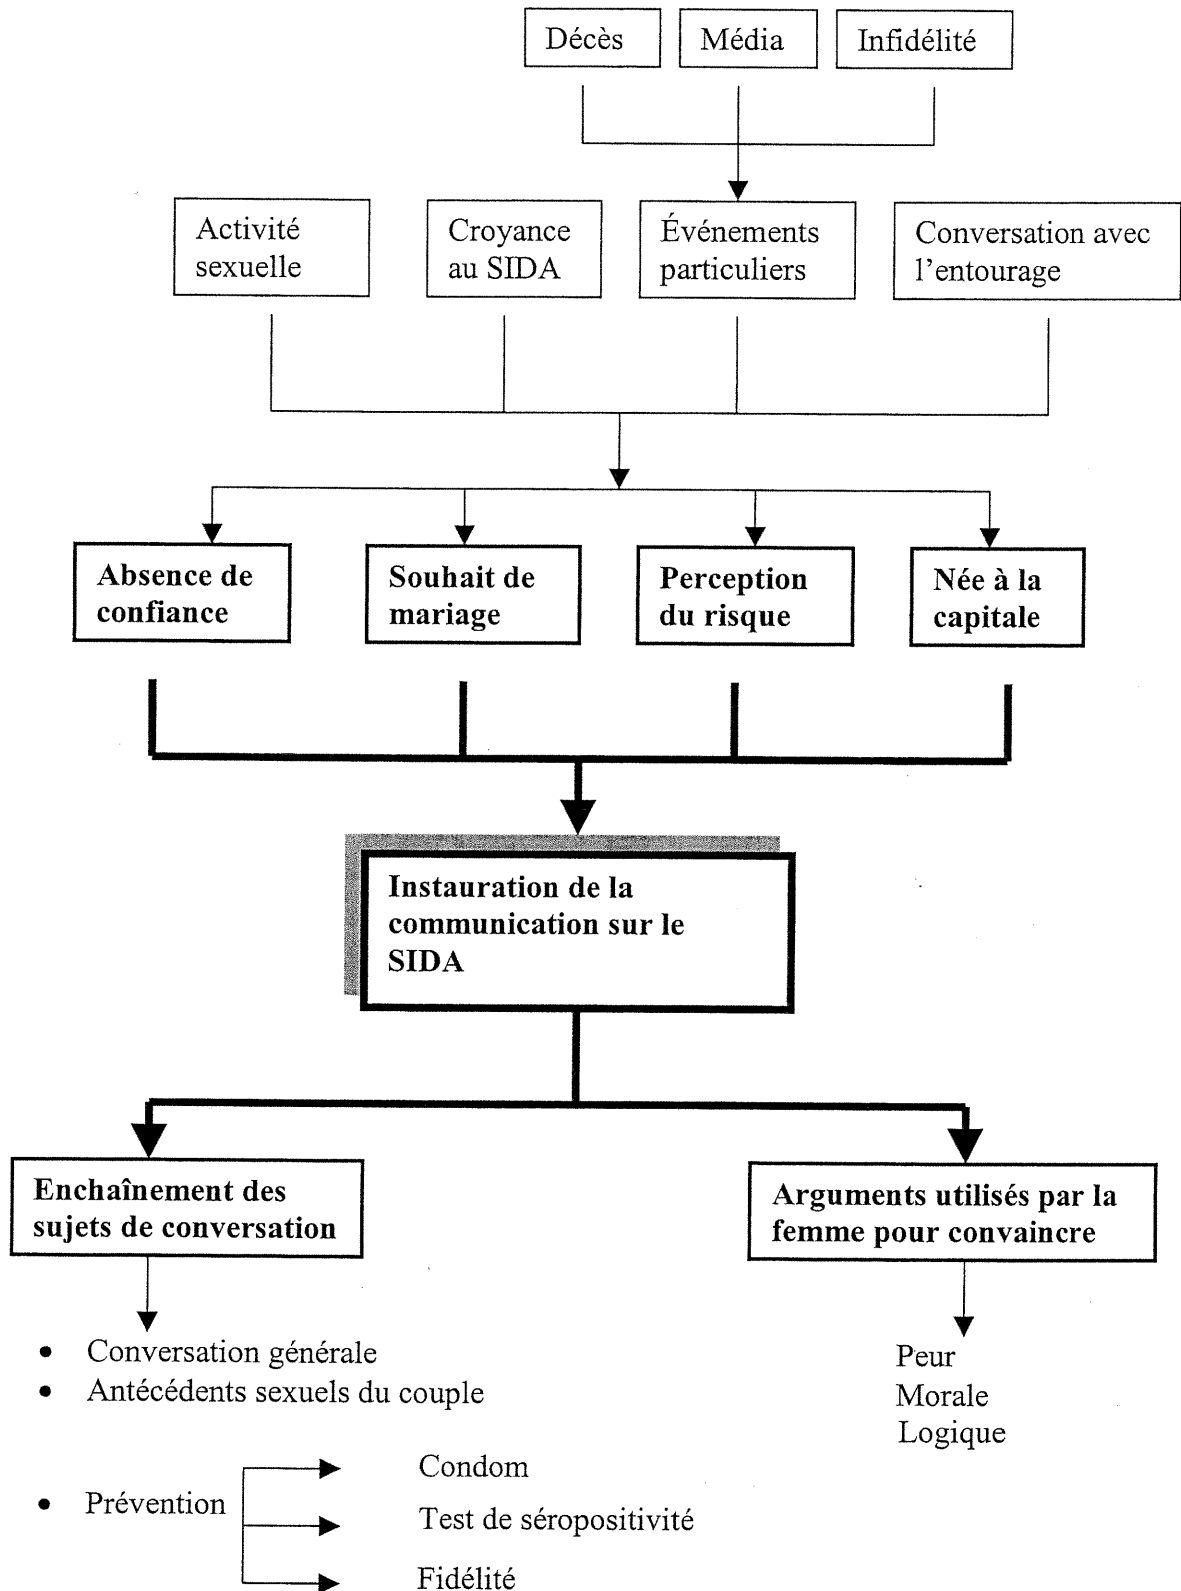 Décès
Média
Infidélité
Activité
sexuelle
Croyance
au SIDA
Événements
particuliers
Conversation avec
l'entourage
Absence de
confiance
Souhait de
mariage
Perception
du risque
Née à la
capitale
Instauration de la
communication sur le
SIDA
Enchaînement des
sujets de conversation
Arguments utilisés par la
femme pour convaincre
• Conversation générale
• Antécédents sexuels du couple
• Prévention
Condom
Test de séropositivité
Fidélité
Peur
Morale
Logique